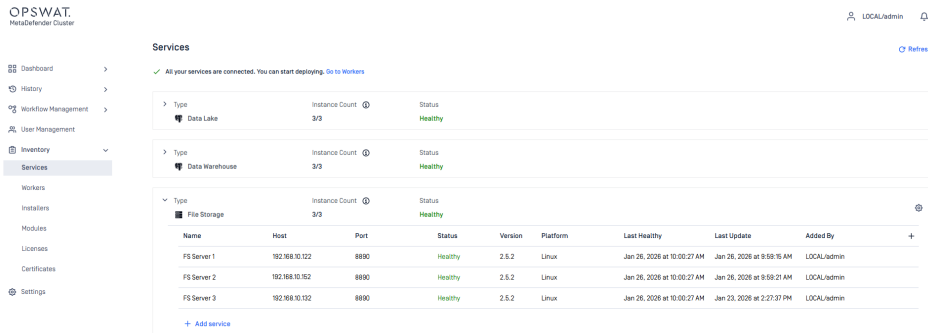 OPSWAT.
MetaDefender Cluster
LOCAL/admin
Services
Refres
Dashboard
All your services are connected. You can start deploying. Go to Workers
History
Workflow Management
User Management
Inventory
Services
Workers
Installers
Modules
Licenses
Certificates
Settings
Type Instance Count Status
Data Lake 3/3 Healthy
Type Instance Count Status
Data Warehouse 3/3 Healthy
Type Instance Count Status
File Storage 3/3 Healthy
Name Host Port Status Version Platform Last Healthy Last Update Added By +
FS Server 1 192.168.10.122 8890 Healthy 2.5.2 Linux Jan 26, 2026 at 10:00:27 AM Jan 26, 2026 at 9:59:15 AM LOCAL/admin
FS Server 2 192.168.10.152 8890 Healthy 2.5.2 Linux Jan 26, 2026 at 10:00:27 AM Jan 26, 2026 at 9:59:21 AM LOCAL/admin
FS Server 3 192.168.10.132 8890 Healthy 2.5.2 Linux Jan 26, 2026 at 10:00:27 AM Jan 23, 2026 at 2:27:37 PM LOCAL/admin
+ Add service